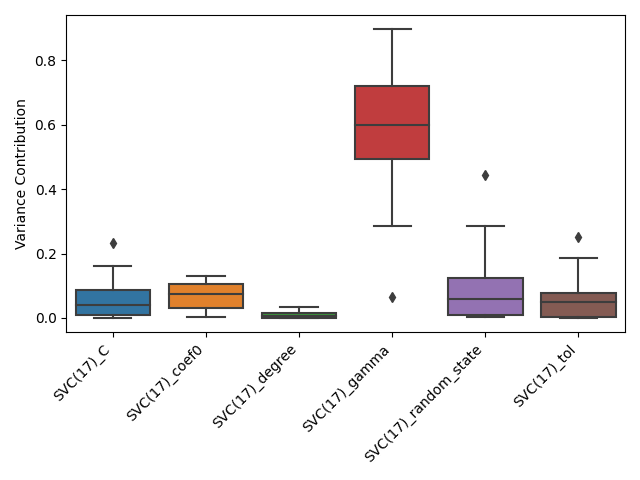 Variance Contribution
0.8
0.6
0.4
0.2
0.0
SVC(17)_C
SVC(17)_coef0
SVC(17)_degree
SVC(17)_gamma
SVC(17)_random_state
SVC(17)_tol